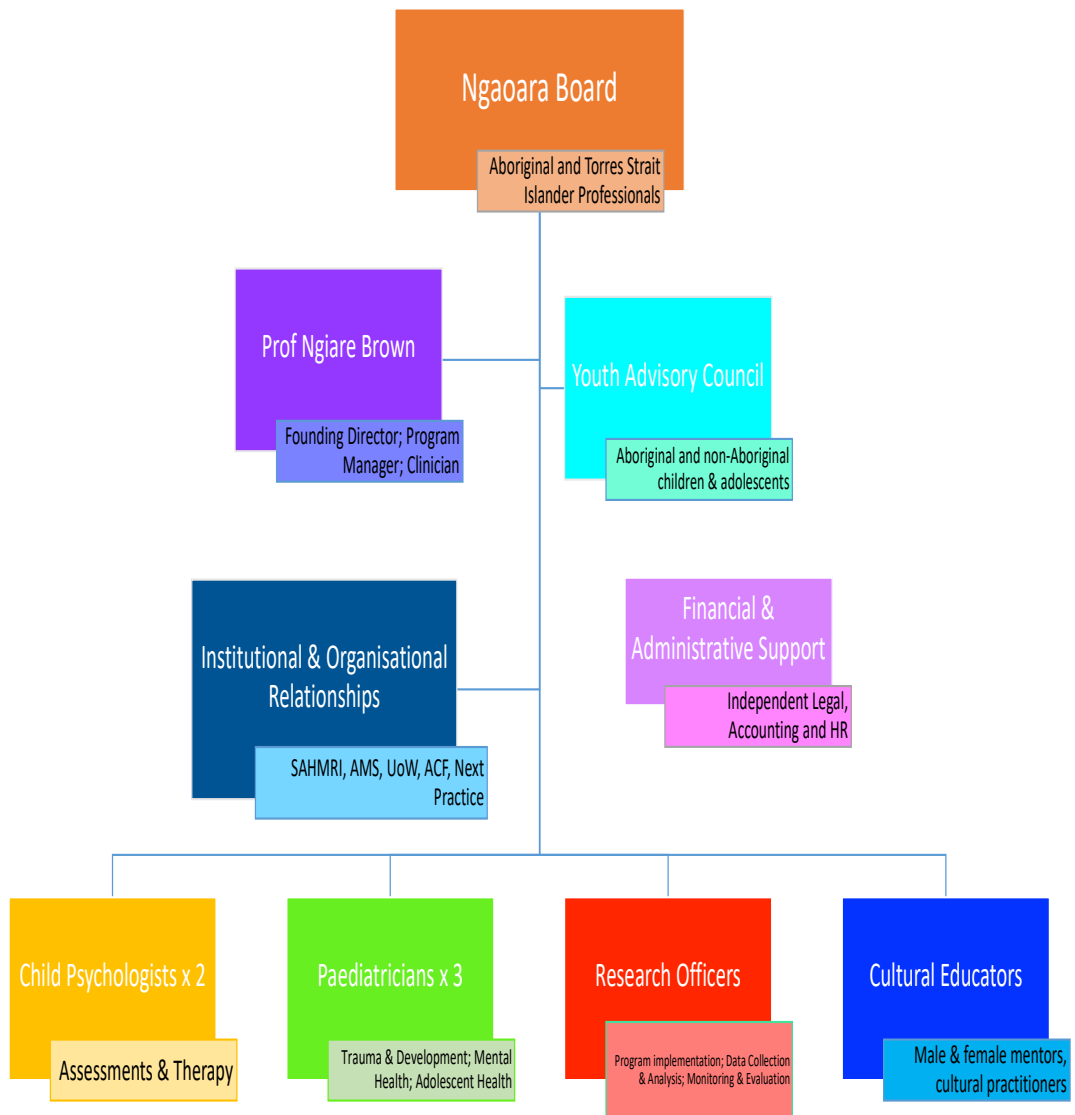 Ngaoara Board
Aboriginal and Torres Strait
Islander Professionals
Prof Ngiare Brown
Founding Director; Program
Manager; Clinician
Youth Advisory Council
Aboriginal and non-Aboriginal
children & adolescents
Institutional & Organisational
Relationships
SAHMRI, AMS, UoW, ACF, Next
Practice
Financial &
Administrative Support
Independent Legal,
Accounting and HR
Child Psychologists x 2
Assessments & Therapy
Paediatricians x 3
Trauma & Development; Mental
Health; Adolescent Health
Research Officers
Program implementation; Data Collection
& Analysis; Monitoring & Evaluation
Cultural Educators
Male & female mentors,
cultural practitioners